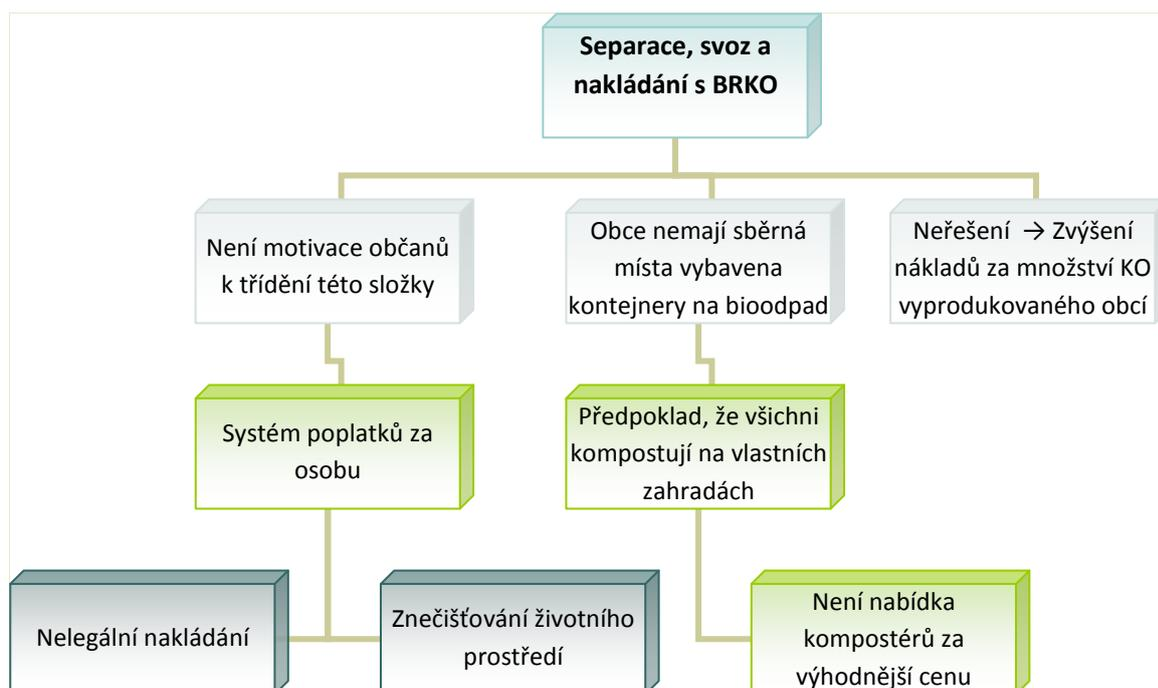 Separace, svoz a
nakládání s BRKO
Není motivace občanů
k třídění této složky
Obce nemají sběrná
místa vybavena
kontejnery na bioodpad
Neřešení → Zvýšení
nákladů za množství KO
vyprodukovaného obcí
Systém poplatků za
osobu
Předpoklad, že všichni
kompostují na vlastních
zahradách
Nelegální nakládání
Znečišťování životního
prostředí
Není nabídka
kompostérů za
výhodnější cenu